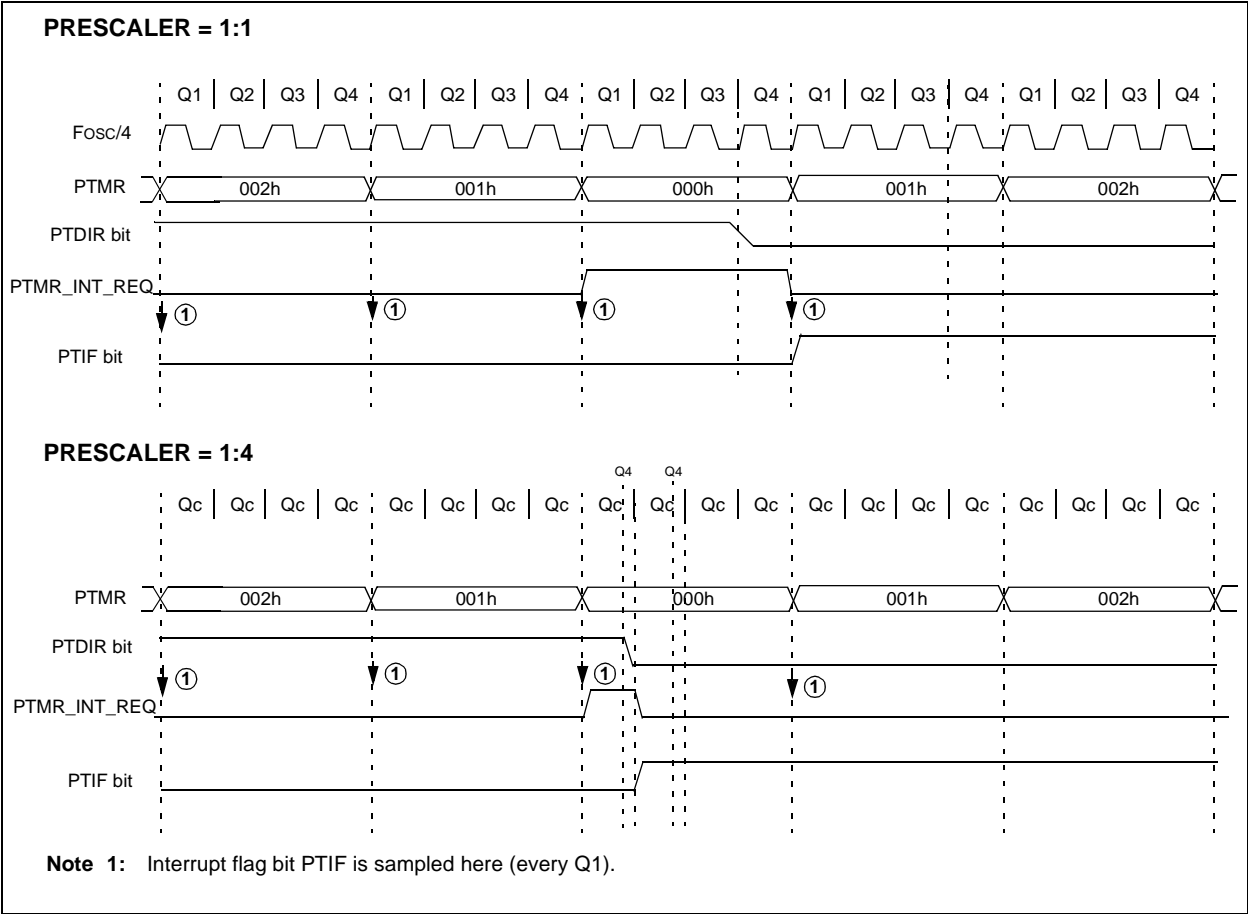 PRESCALER = 1:1
Q1 Q2 Q3 Q4 Q1 Q2 Q3 Q4 Q1 Q2 Q3 Q4 Q1 Q2 Q3 Q4 Q1 Q2 Q3 Q4
FOSC/4
PTMR 002h 001h 000h 001h 002h
PTDIR bit
PTMR_INT_REQ
1 1 1 1
PTIF bit
PRESCALER = 1:4
Q4 Q4
Qc Qc Qc Qc Qc Qc Qc Qc Qc Qc Qc Qc Qc Qc Qc Qc Qc Qc Qc Qc
PTMR 002h 001h 000h 001h 002h
PTDIR bit
1 1 1 1
PTMR_INT_REQ
PTIF bit
Note 1: Interrupt flag bit PTIF is sampled here (every Q1).